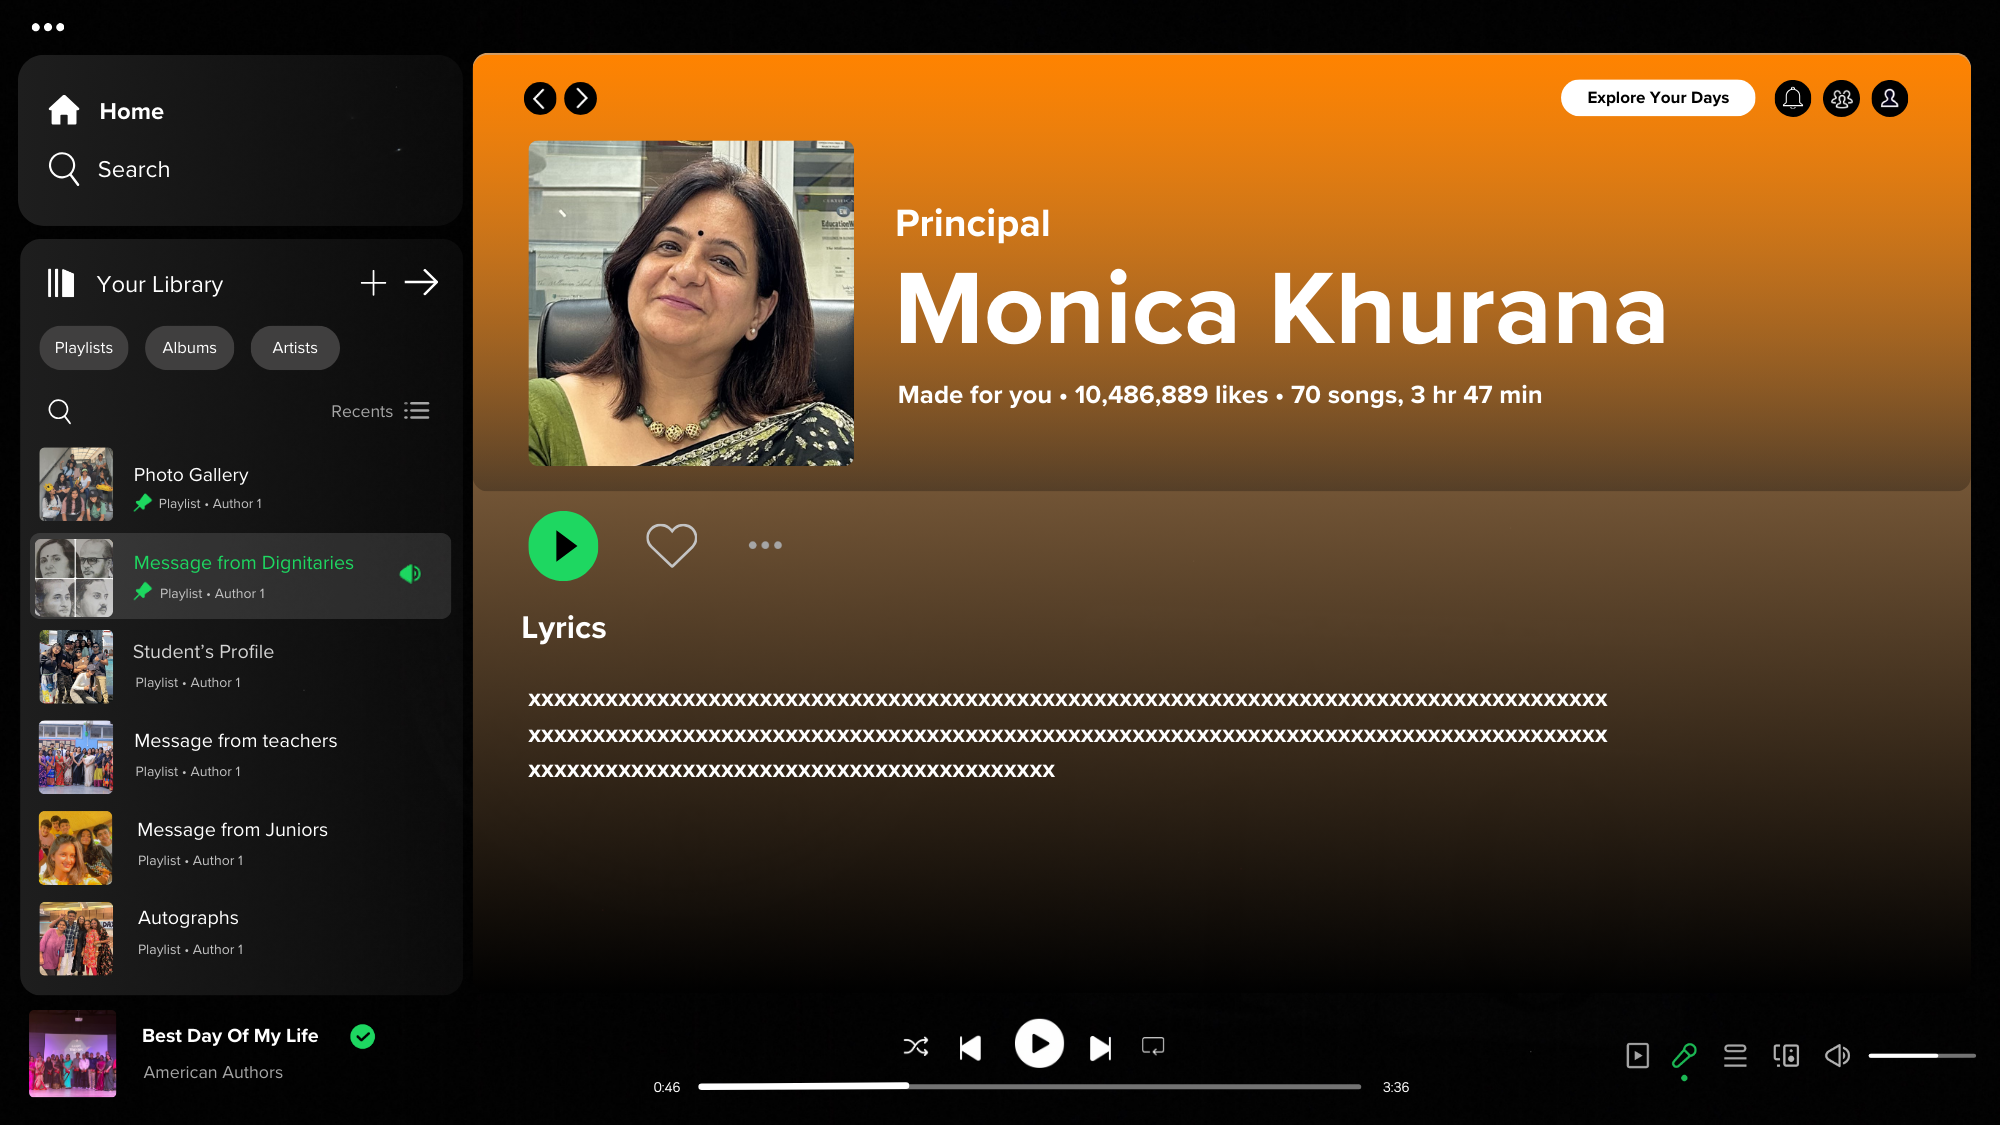 Home
Search
Your Library
Playlists
Albums
Artists
Recents
Photo Gallery
Playlist • Author 1
Message from Dignitaries
Playlist • Author 1
Student’s Profile
Playlist • Author 1
Message from teachers
Playlist • Author 1
Message from Juniors
Playlist • Author 1
Autographs
Playlist • Author 1
Explore Your Days
Principal
Monica Khurana
Made for you • 10,486,889 likes • 70 songs, 3 hr 47 min
Lyrics
xxxxxxxxxxxxxxxxxxxxxxxxxxxxxxxxxxxxxxxxxxxxxxxxxxxxxxxxxxxxxxxxxxxxxxxxxxxxxxxxxxxx
xxxxxxxxxxxxxxxxxxxxxxxxxxxxxxxxxxxxxxxxxxxxxxxxxxxxxxxxxxxxxxxxxxxxxxxxxxxxxxxxxxxx
xxxxxxxxxxxxxxxxxxxxxxxxxxxxxxxxxxxxxxxxx
Best Day Of My Life
American Authors
0:46
3:36